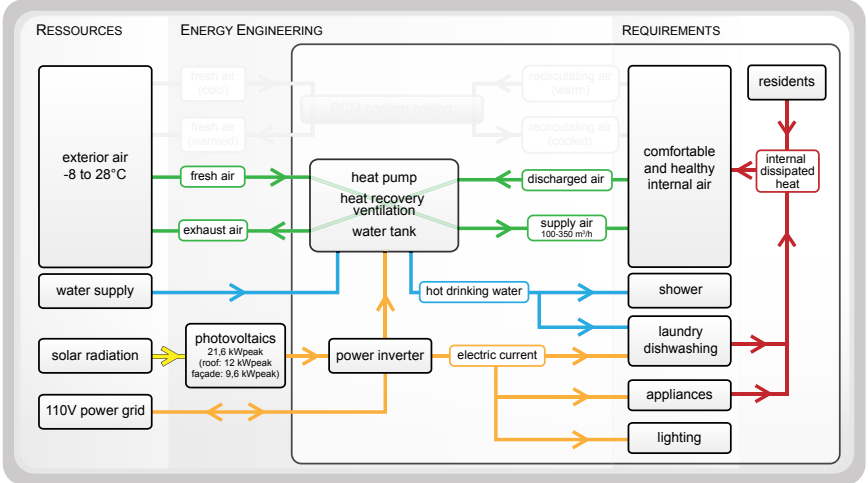 RESSOURCES
ENERGY ENGINEERING
REQUIREMENTS
exterior air
-8 to 28°C
fresh air
(cold)
fresh air
(warmed)
PCM cooling ceiling
recirculating air
(warm)
recirculating air
(cooled)
fresh air
exhaust air
heat pump
heat recovery
ventilation
water tank
discharged air
supply air
100-350 m³/h
comfortable
and healthy
internal air
residents
internal
dissipated
heat
water supply
hot drinking water
shower
solar radiation
photovoltaics
21,6 kWpeak
(roof: 12 kWpeak
façade: 9,6 kWpeak)
power inverter
electric current
laundry
dishwashing
110V power grid
appliances
lighting